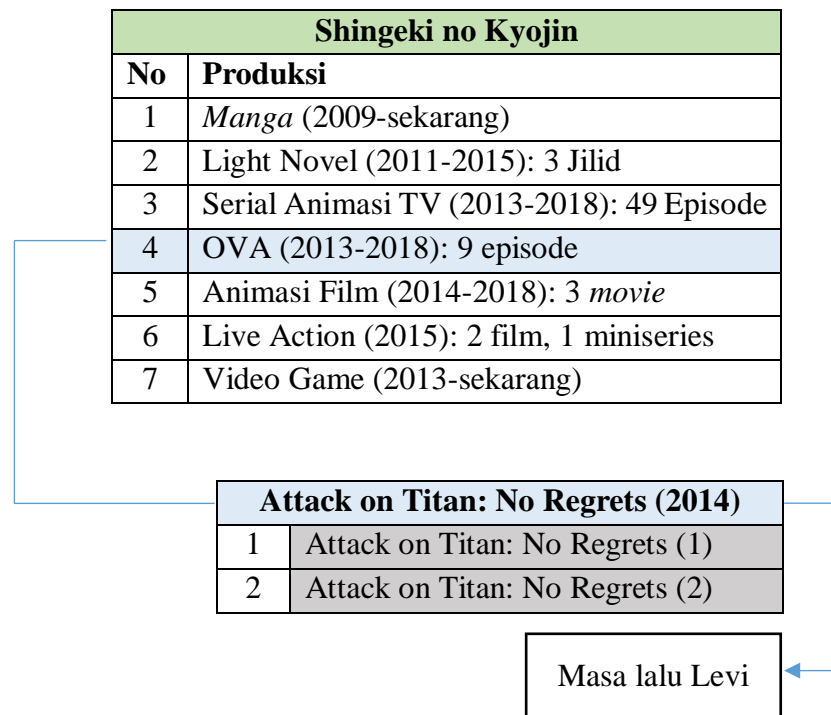 Shingeki no Kyojin
No Produksi
1 Manga (2009-sekarang)
2 Light Novel (2011-2015): 3 Jilid
3 Serial Animasi TV (2013-2018): 49 Episode
4 OVA (2013-2018): 9 episode
5 Animasi Film (2014-2018): 3 movie
6 Live Action (2015): 2 film, 1 miniseries
7 Video Game (2013-sekarang)
Attack on Titan: No Regrets (2014)
1 Attack on Titan: No Regrets (1)
2 Attack on Titan: No Regrets (2)
Masa lalu Levi